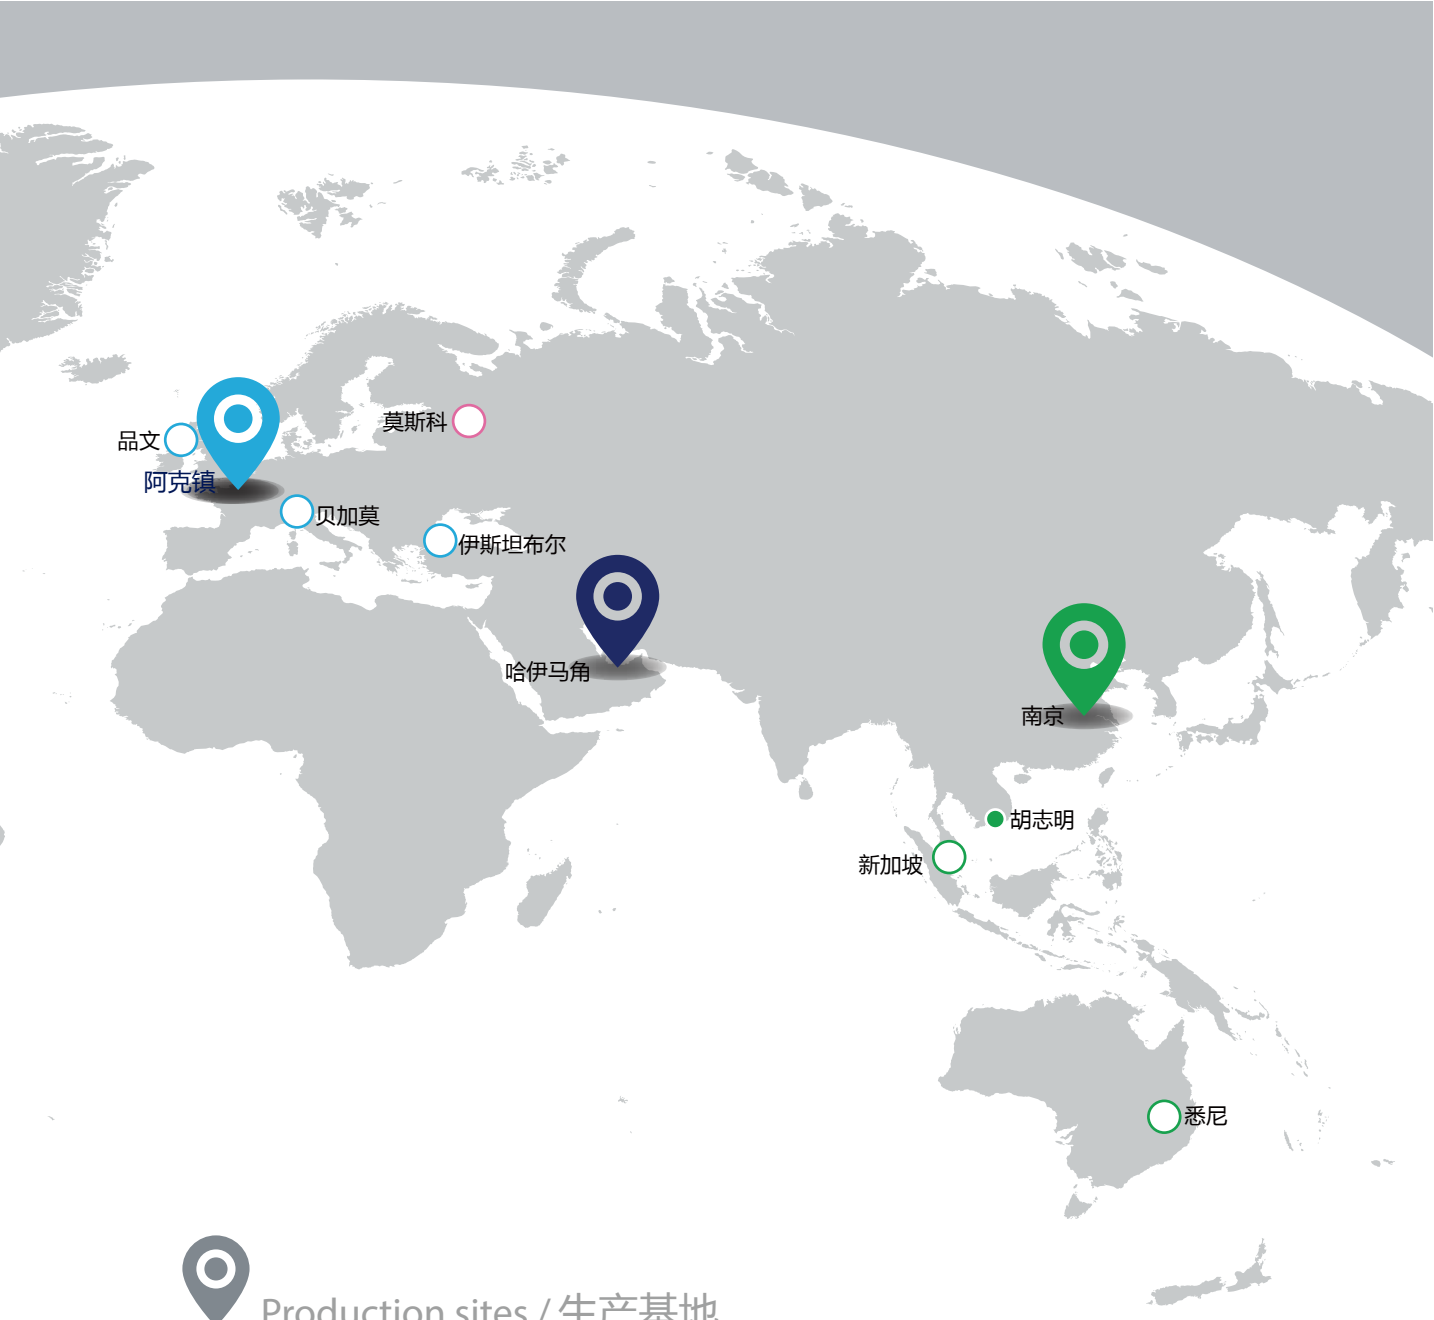 莫斯科
品文
阿克镇
贝加莫
伊斯坦布尔
哈伊马角
南京
胡志明
新加坡
悉尼
Production sites / 生产基地